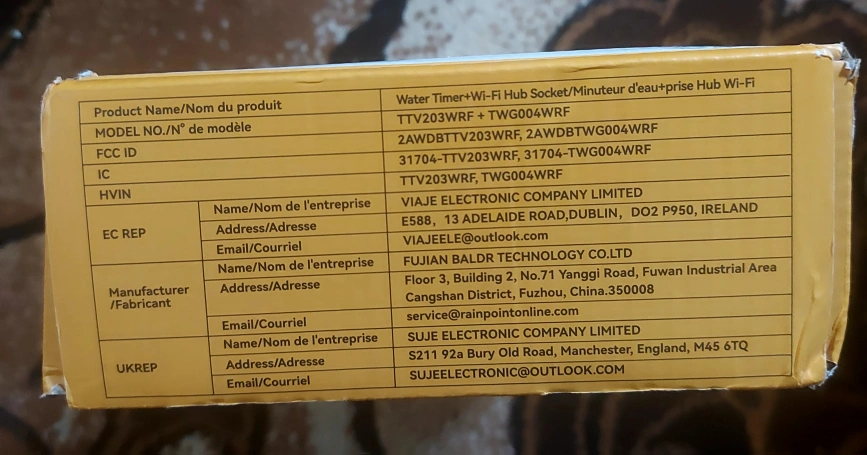 Product Name/Nom du produit Water Timer+Wi-Fi Hub Socket/Minuteur d'eau+prise Hub Wi-Fi
MODEL NO./N° de modèle TTV203WRF + TWG004WRF
FCC ID 2AWDBTTV203WRF, 2AWDBTWG004WRF
IC 31704-TTV203WRF, 31704-TWG004WRF
HVIN TTV203WRF, TWG004WRF
EC REP
Name/Nom de l'entreprise VIAJE ELECTRONIC COMPANY LIMITED
Address/Adresse E588, 13 ADELAIDE ROAD,DUBLIN, DO2 P950, IRELAND
Email/Courriel VIAJEELE@outlook.com
Manufacturer
/Fabricant
Name/Nom de l'entreprise FUJIAN BALDR TECHNOLOGY CO.LTD
Address/Adresse Floor 3, Building 2, No.71 Yanggi Road, Fuwan Industrial Area
Cangshan District, Fuzhou, China.350008
Email/Courriel service@rainpointonline.com
UKREP
Name/Nom de l'entreprise SUJE ELECTRONIC COMPANY LIMITED
Address/Adresse S211 92a Bury Old Road, Manchester, England, M45 6TQ
Email/Courriel SUJEELECTRONIC@OUTLOOK.COM